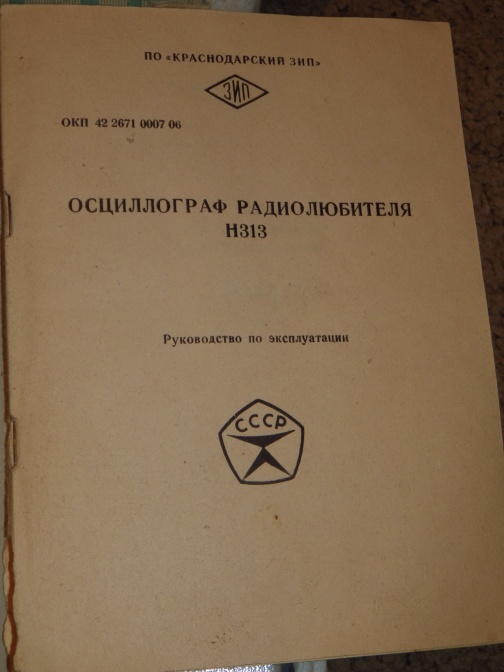 ПО «КРАСНОДАРСКИЙ ЗИП»
ЗИП
ОКП 42 2671 0007 06
ОСЦИЛЛОГРАФ РАДИОЛЮБИТЕЛЯ
Н313
Руководство по эксплуатации
СССР